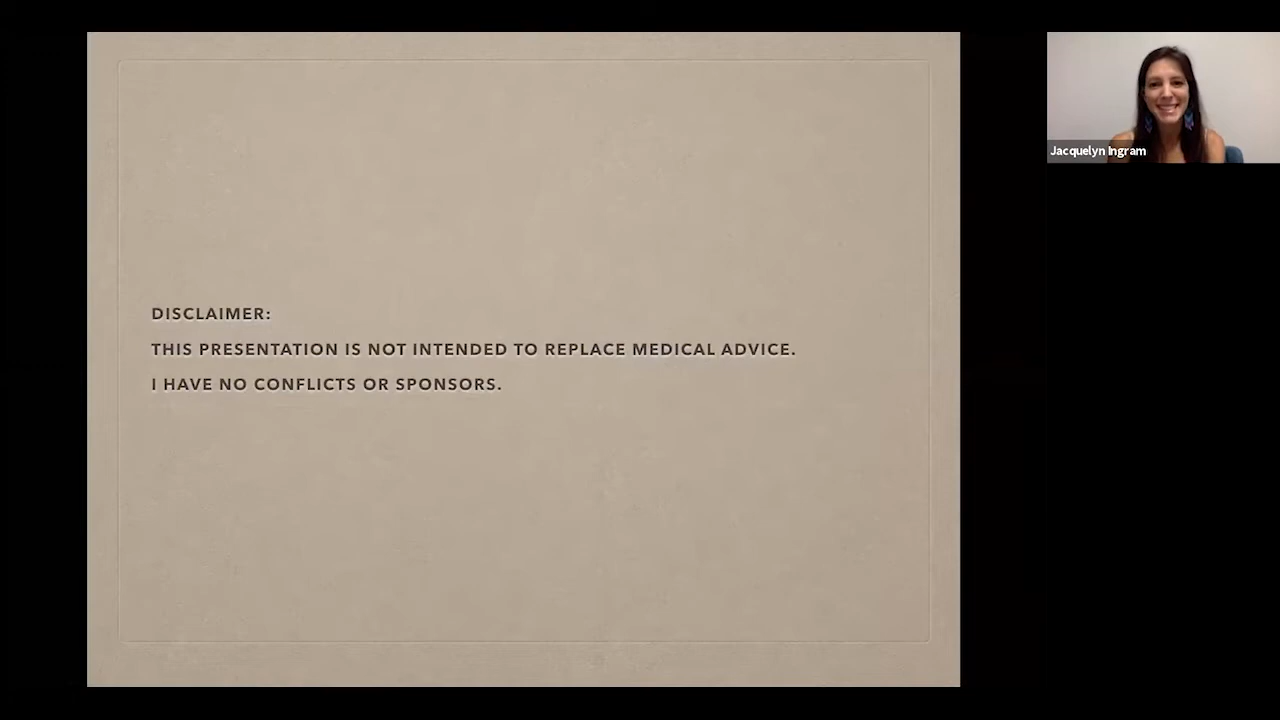 DISCLAIMER:
THIS PRESENTATION IS NOT INTENDED TO REPLACE MEDICAL ADVICE.
I HAVE NO CONFLICTS OR SPONSORS.
Jacquelyn Ingram